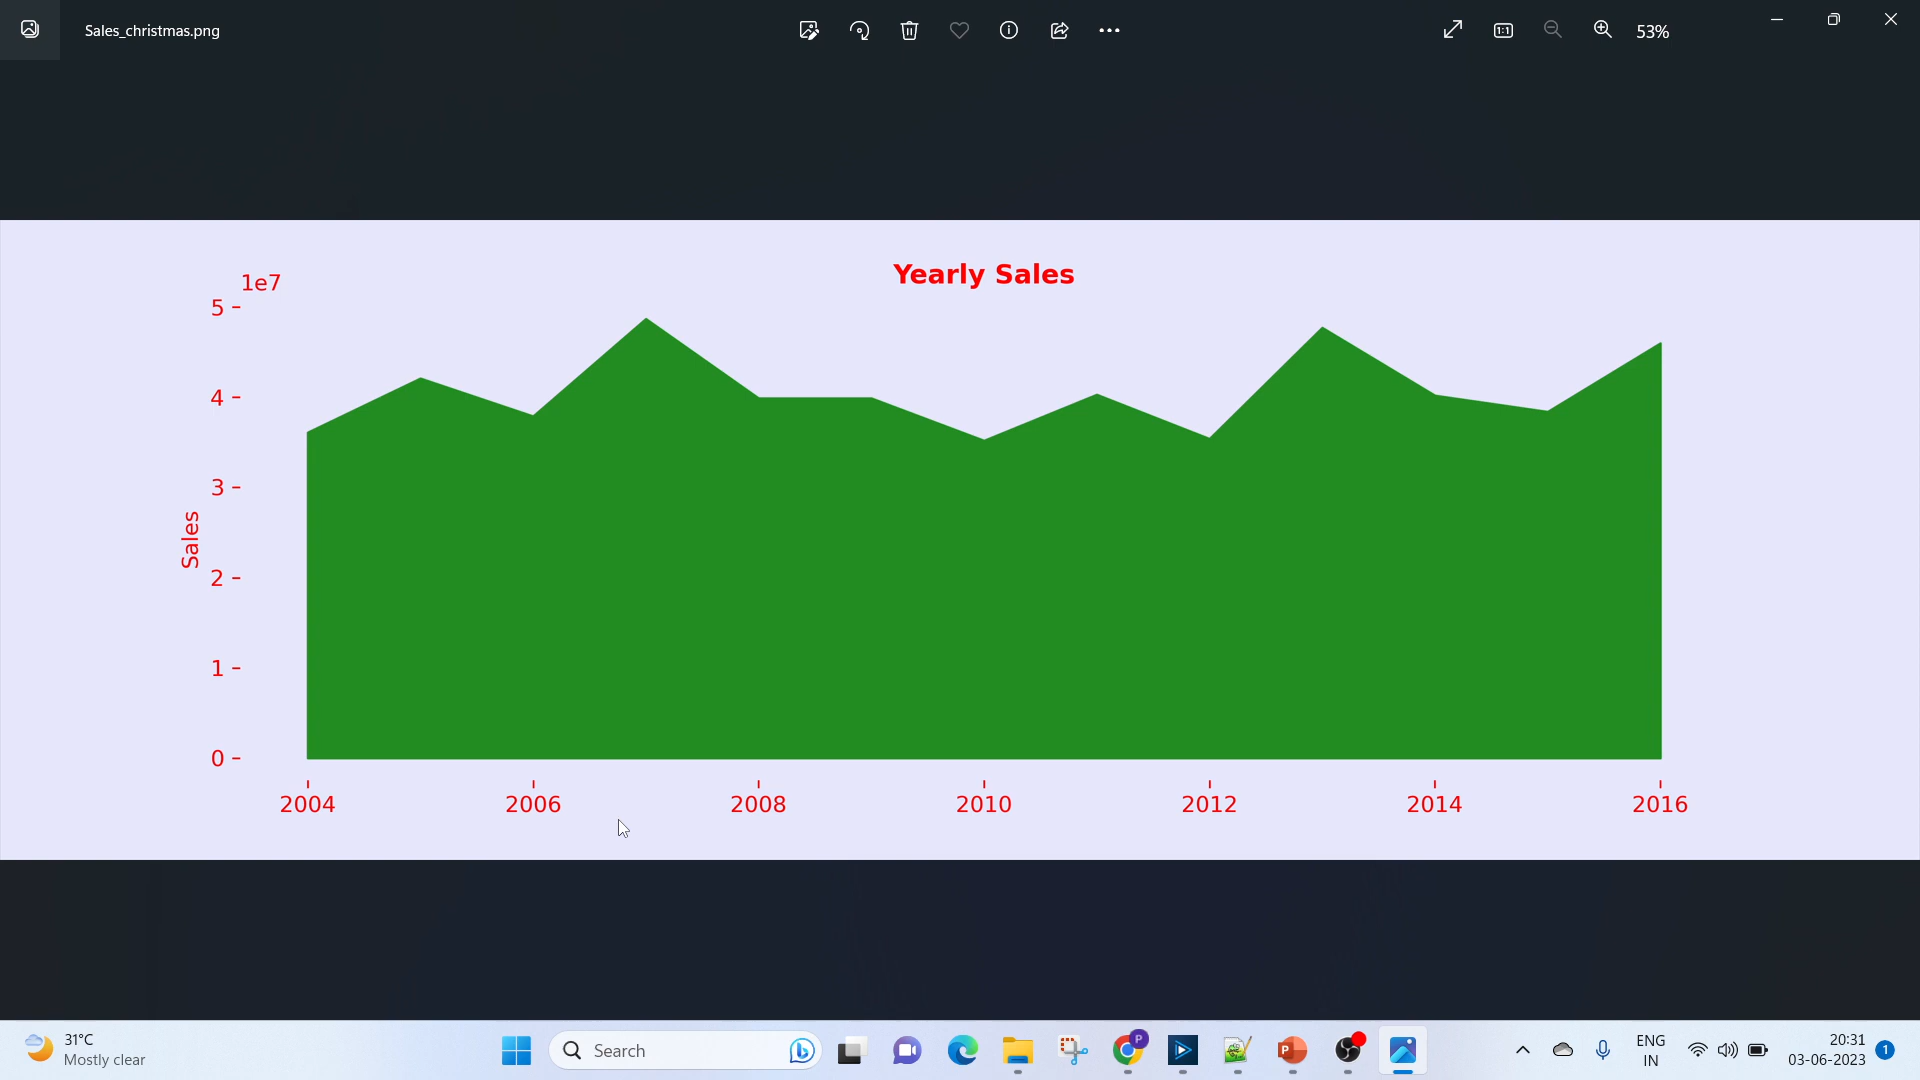 Sales_christmas.png
53%
Yearly Sales
1e7
5
4
3
2
1
0
Sales
2004 2006 2008 2010 2012 2014 2016
31°C
Mostly clear
Search
P
ENG
IN
20:31
03-06-2023
1